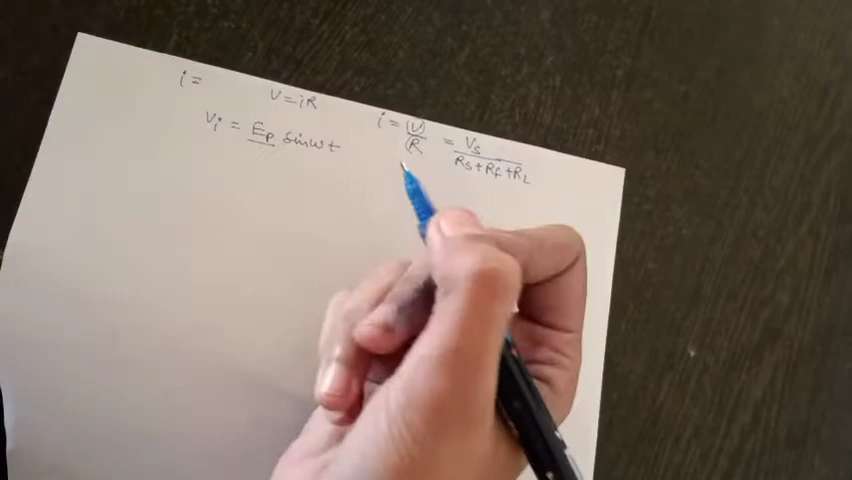 i =
V = iR
Vi = Ep sinωt
i = V/R = Vs/Rs+Rf+RL